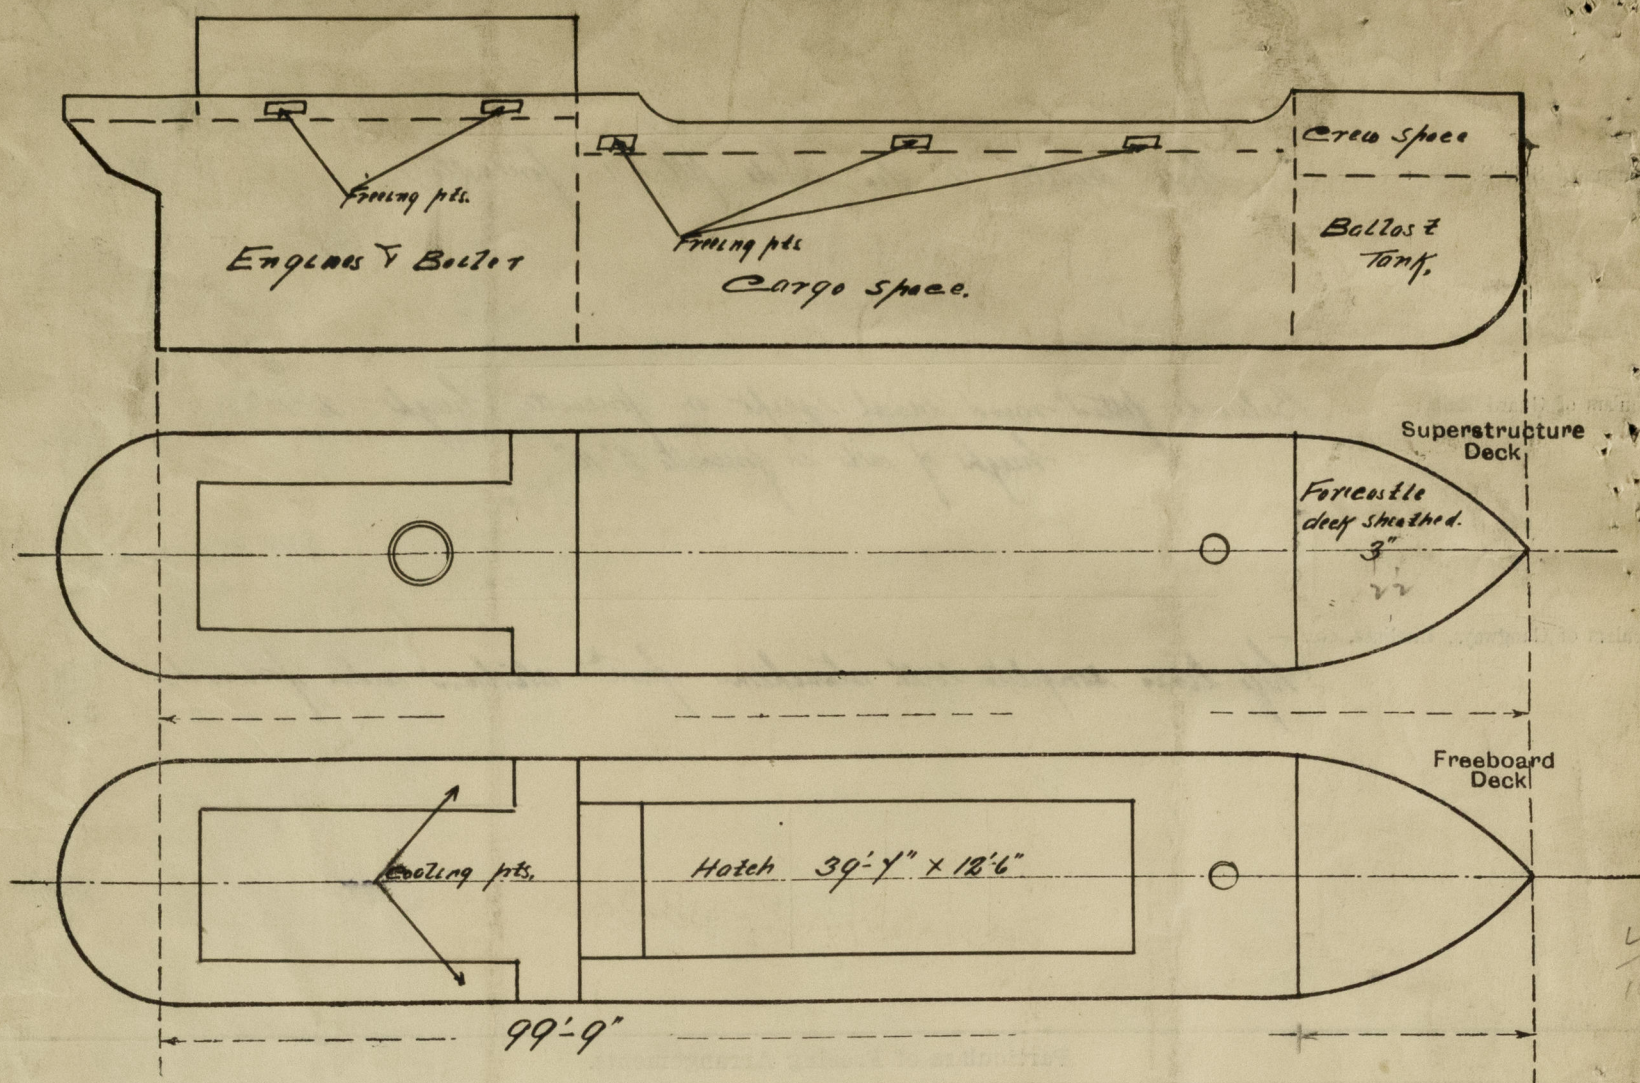 Crew space
Freeing pts.
Ballast
Tank.
Freeing pts
Engines & Boiler
Cargo space.
Superstructure
Deck
Forecastle
deck sheathed.
3"
Freeboard
Deck
Cooling pts.
Hatch 39'-4" × 12'-6"
99'-9"